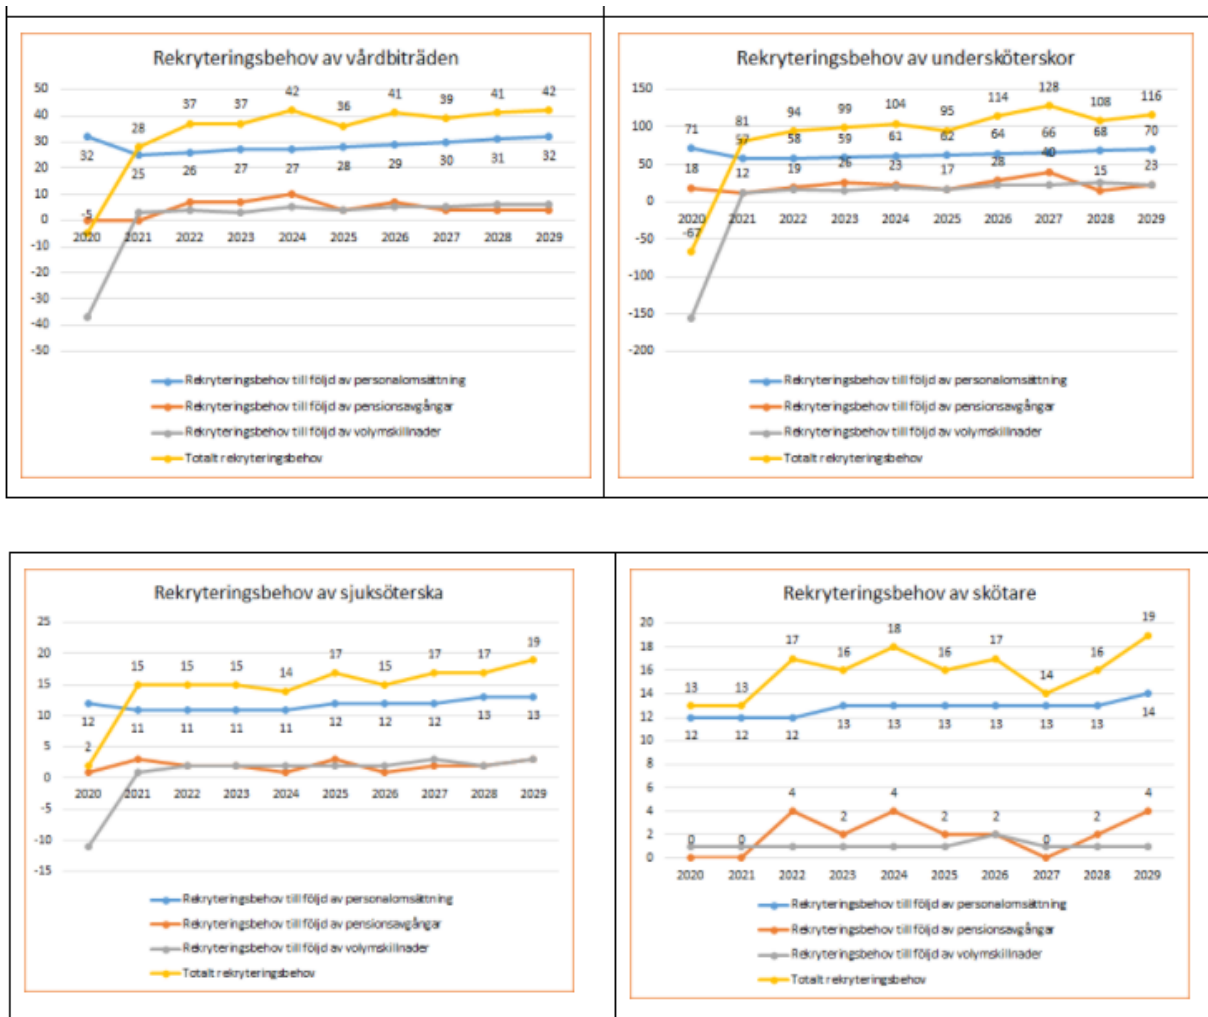 Rekryteringsbehov av vårdbiträden
50
40
30
20
10
0
-10
-20
-30
-40
-50
37 37 42 36 41 39 41 42
28
32 25 26 27 27 28 29 30 31 32
-5
2020 2021 2022 2023 2024 2025 2026 2027 2028 2029
Rekryteringsbehov till följd av personalomsättning
Rekryteringsbehov till följd av pensionsavgångar
Rekryteringsbehov till följd av volymskillnader
Totalt rekryteringsbehov
Rekryteringsbehov av undersköterskor
150
100
50
0
-50
-100
-150
-200
81 94 99 104 95 114 128 108 116
71 57 58 59 61 62 64 66 68 70
18 12 19 26 23 17 28 40 15 23
2020 2021 2022 2023 2024 2025 2026 2027 2028 2029
-67
Rekryteringsbehov till följd av personalomsättning
Rekryteringsbehov till följd av pensionsavgångar
Rekryteringsbehov till följd av volymskillnader
Totalt rekryteringsbehov
Rekryteringsbehov av sjuksöterska
25
20
15
10
5
0
-5
-10
-15
15 15 15 14 17 15 17 17 19
12 11 11 11 11 12 12 12 13 13
2
2020 2021 2022 2023 2024 2025 2026 2027 2028 2029
Rekryteringsbehov till följd av personalomsättning
Rekryteringsbehov till följd av pensionsavgångar
Rekryteringsbehov till följd av volymskillnader
Totalt rekryteringsbehov
Rekryteringsbehov av skötare
20
18
16
14
12
10
8
6
4
2
0
13 13 17 16 18 16 17 14 16 19
12 12 12 13 13 13 13 13 13 14
0 0 4 2 4 2 2 0 2 4
2020 2021 2022 2023 2024 2025 2026 2027 2028 2029
Rekryteringsbehov till följd av personalomsättning
Rekryteringsbehov till följd av pensionsavgångar
Rekryteringsbehov till följd av volymskillnader
Totalt rekryteringsbehov